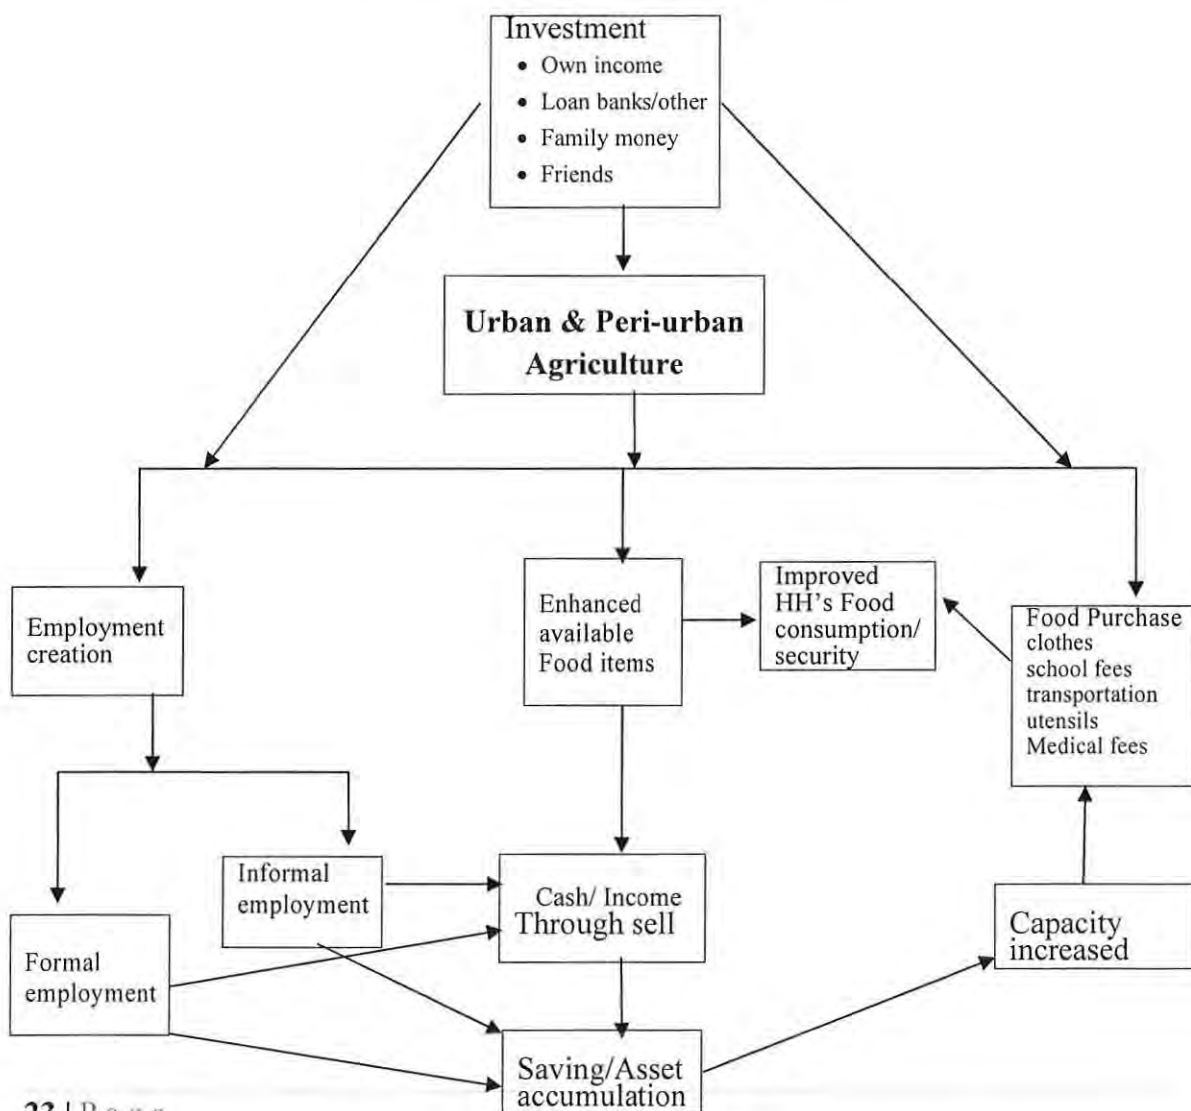 Investment
• Own income
• Loan banks/other
• Family money
• Friends
Urban & Peri-urban
Agriculture
Employment
creation
Enhanced
available
Food items
Improved
HH's Food
consumption/
security
Food Purchase
clothes
school fees
transportation
utensils
Medical fees
Informal
employment
Formal
employment
Cash/ Income
Through sell
Capacity
increased
Saving/Asset
accumulation
23 | P a g e